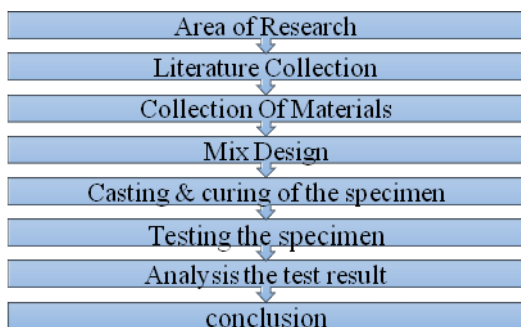 Area of Research
Literature Collection
Collection Of Materials
Mix Design
Casting & curing of the specimen
Testing the specimen
Analysis the test result
conclusion